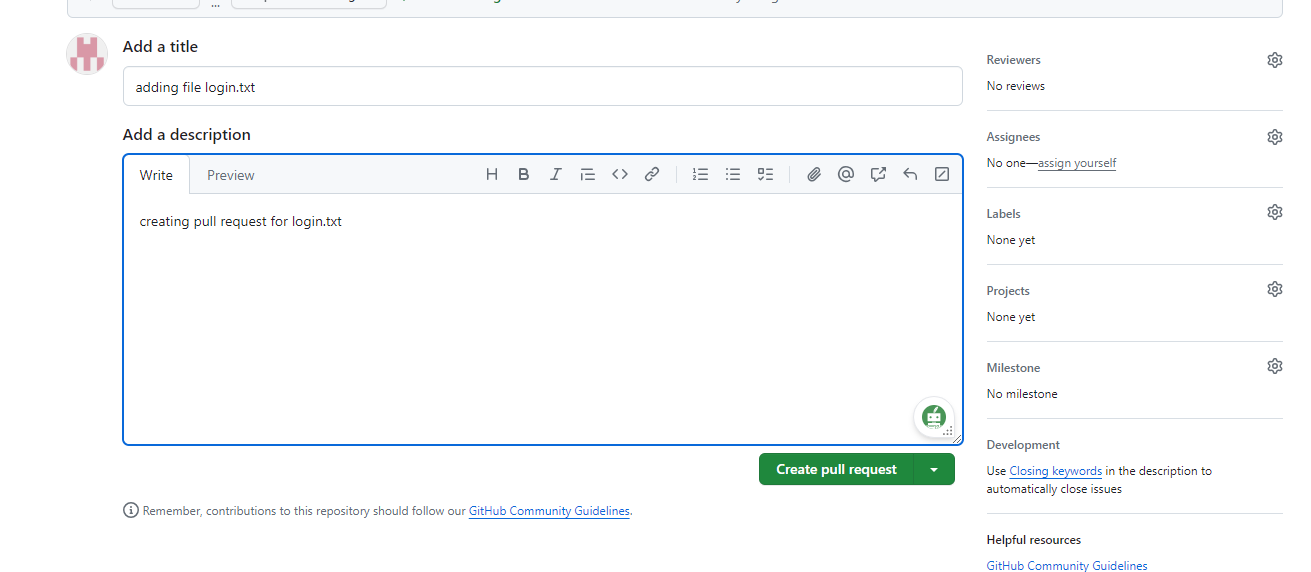 ...
Add a title
adding file login.txt
Add a description
Write
Preview
creating pull request for login.txt
Create pull request
Remember, contributions to this repository should follow our GitHub Community Guidelines.
Reviewers
No reviews
Assignees
No one—assign yourself
Labels
None yet
Projects
None yet
Milestone
No milestone
Development
Use Closing keywords in the description to
automatically close issues
Helpful resources
GitHub Community Guidelines